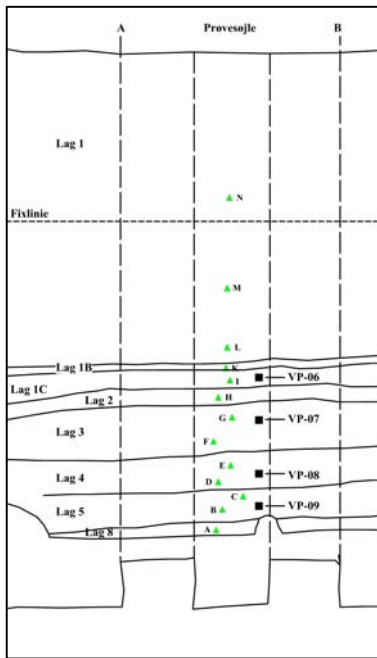 A Prøvesøjle B
Lag 1
N
Fixlinie
M
L
Lag 1B
K
VP-06
I
Lag 1C
H
Lag 2
G
VP-07
Lag 3
F
E
VP-08
Lag 4
D
C
VP-09
Lag 5
B
Lag 8
A